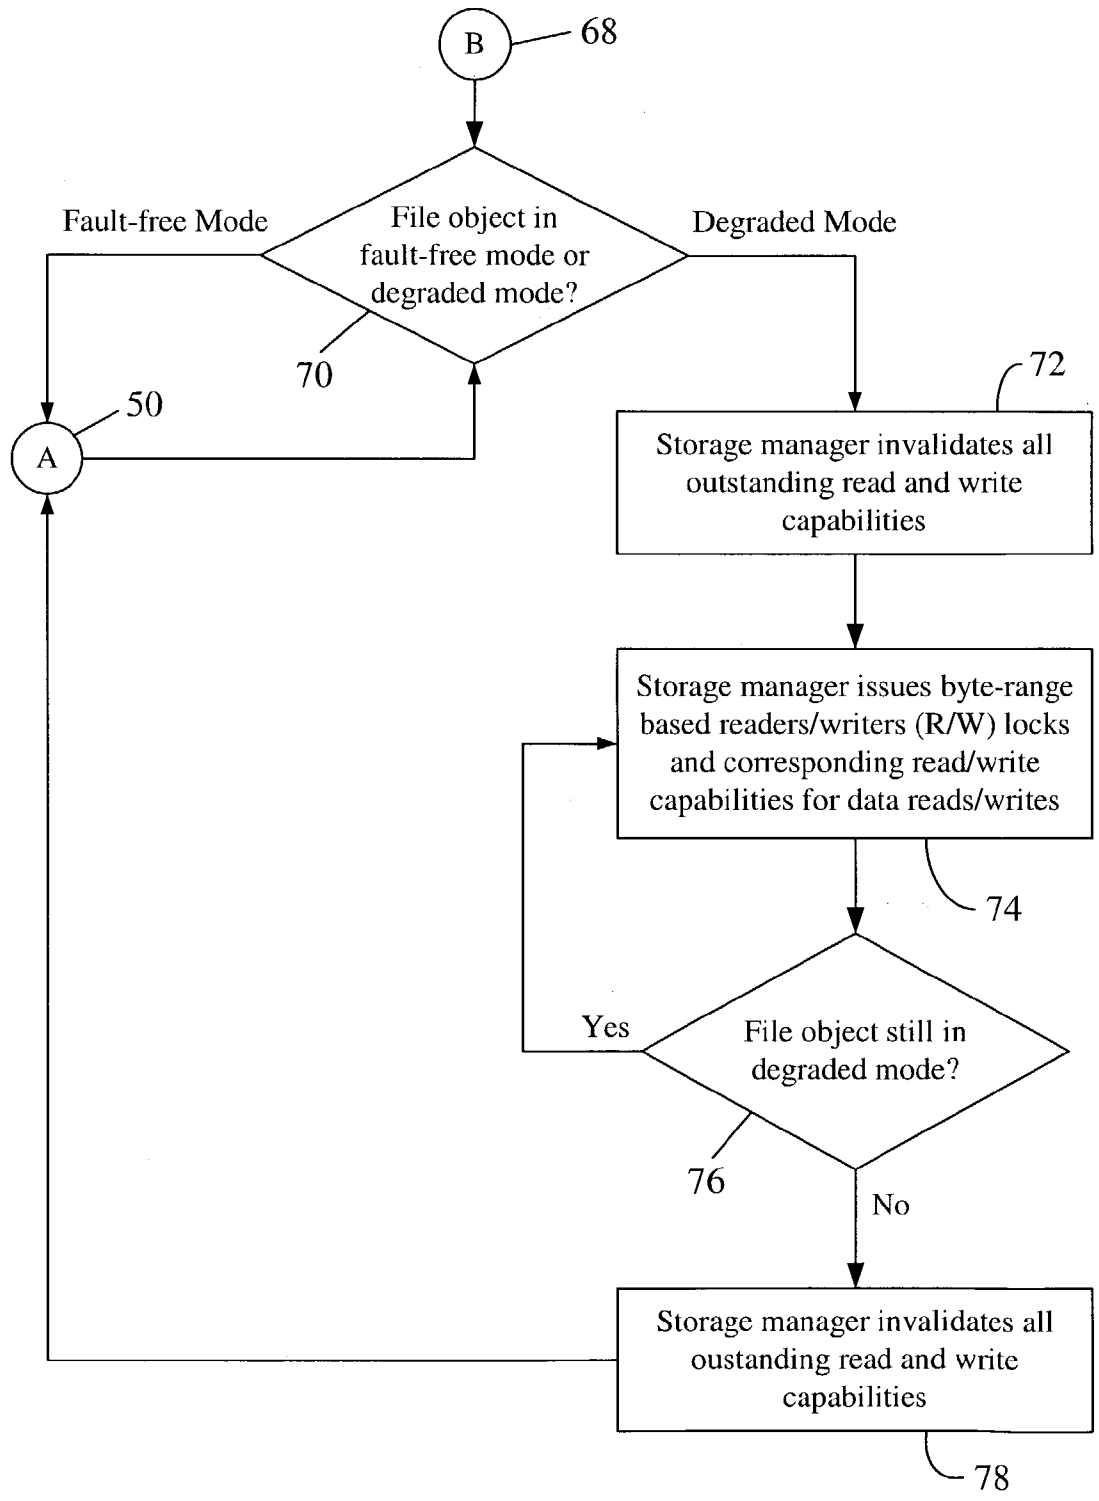 B
68
File object in
fault-free mode or
degraded mode?
Fault-free Mode
Degraded Mode
70
72
50
A
Storage manager invalidates all
outstanding read and write
capabilities
Storage manager issues byte-range
based readers/writers (R/W) locks
and corresponding read/write
capabilities for data reads/writes
74
File object still in
degraded mode?
Yes
76
No
Storage manager invalidates all
oustanding read and write
capabilities
78